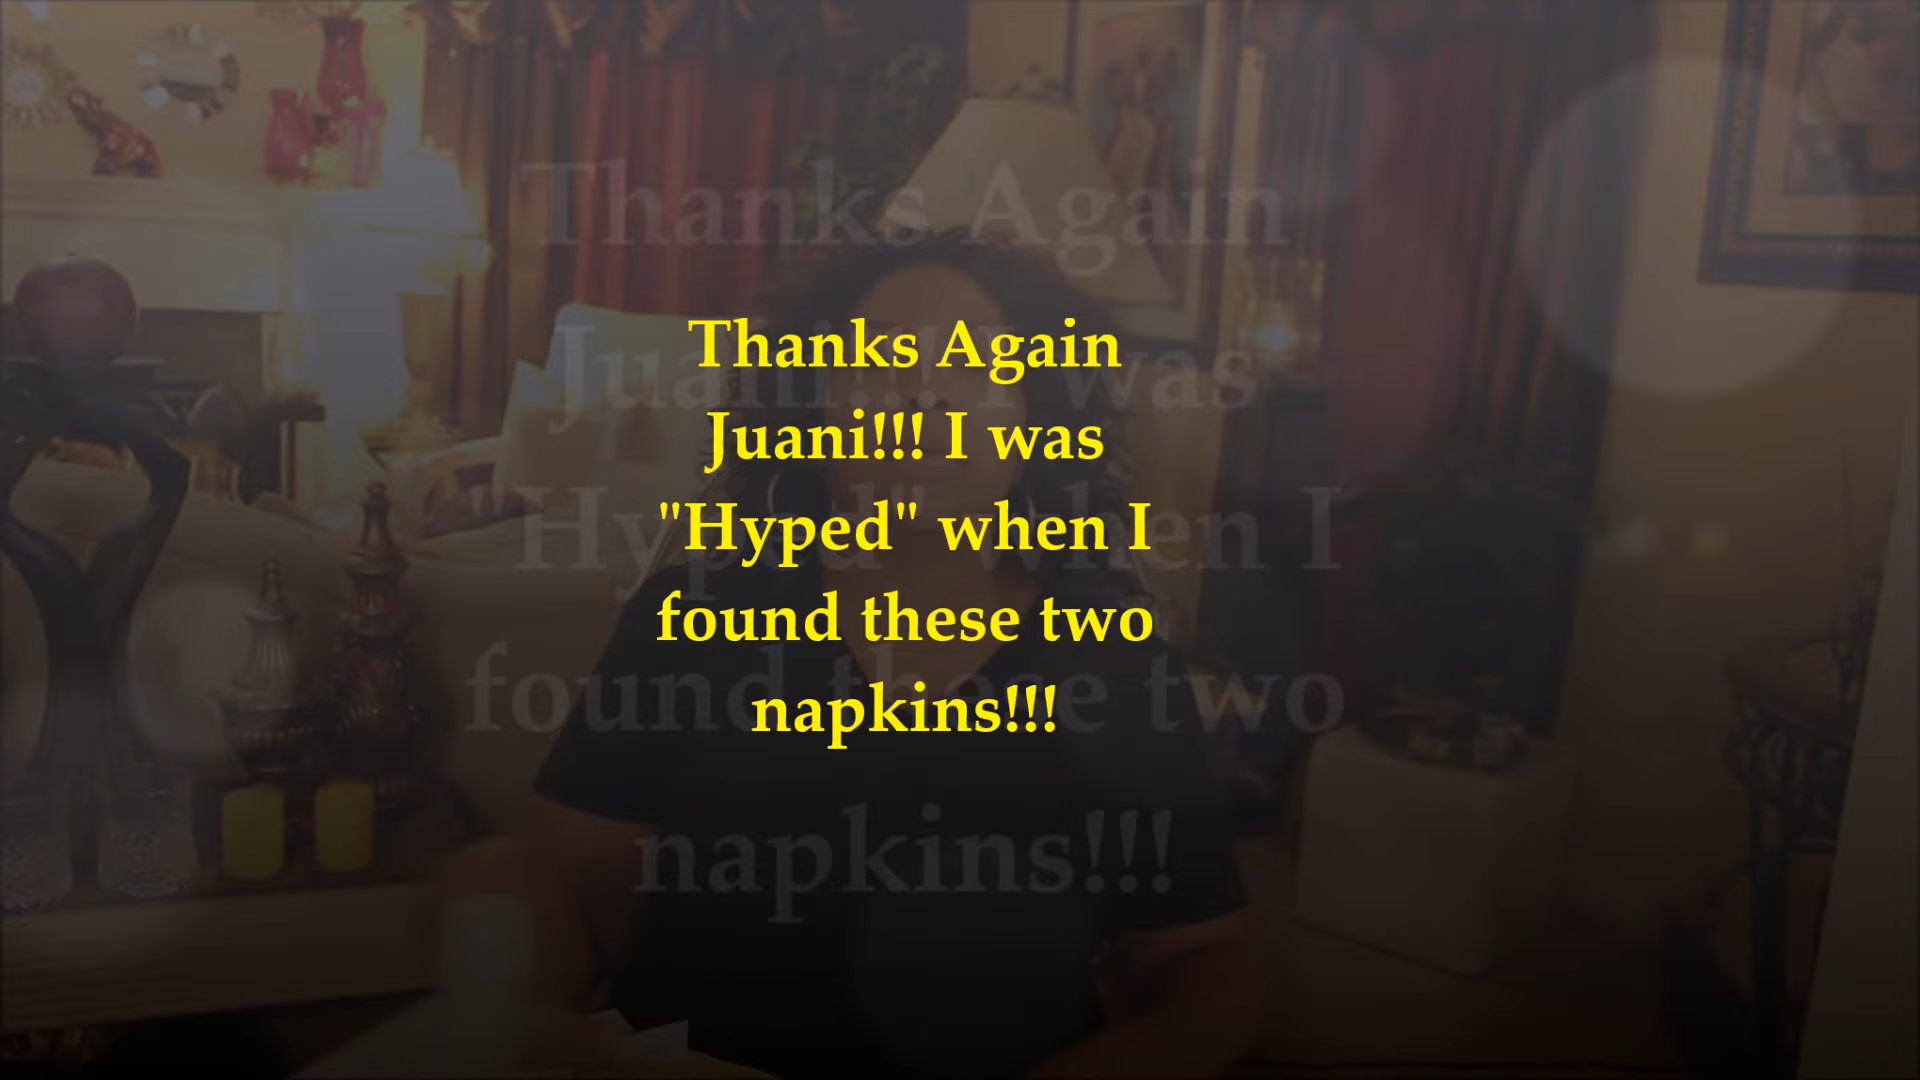 Thanks Again
Juani!!! I was
"Hyped" when I
found these two
napkins!!!